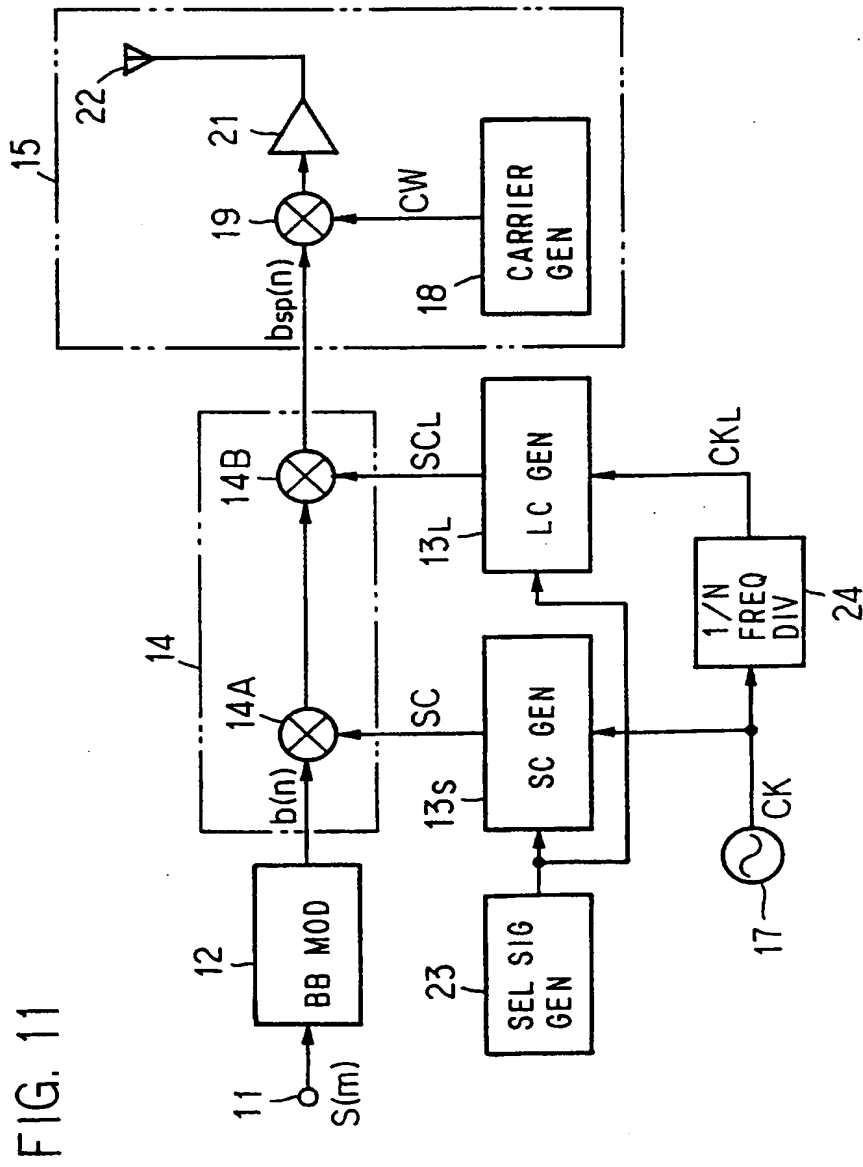 FIG. 11
11
S(m)
12
BB MOD
b(n)
14
14A
14B
bsp(n)
15
19
21
22
CW
18
CARRIER
GEN
SC
SCL
13S
SC GEN
13L
LC GEN
23
SEL SIG
GEN
17
CK
1/N
FREQ
DIV
24
CKL